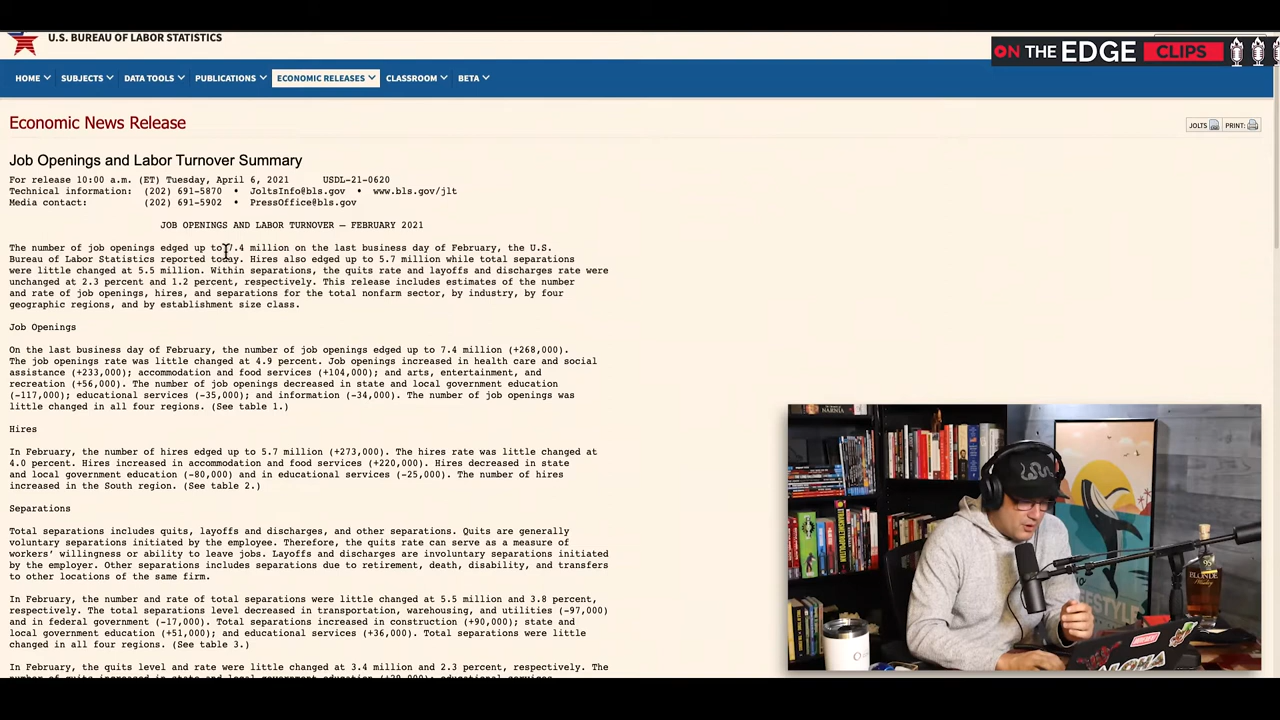 U.S. BUREAU OF LABOR STATISTICS
ON THE EDGE CLIPS
HOME SUBJECTS DATA TOOLS PUBLICATIONS ECONOMIC RELEASES CLASSROOM BETA
Economic News Release
JOLTS PRINT:
Job Openings and Labor Turnover Summary
For release 10:00 a.m. (ET) Tuesday, April 6, 2021 USDL-21-0620
Technical information: (202) 691-5870 • JoltsInfo@bls.gov • www.bls.gov/jlt
Media contact: (202) 691-5902 • PressOffice@bls.gov
JOB OPENINGS AND LABOR TURNOVER – FEBRUARY 2021
The number of job openings edged up to 7.4 million on the last business day of February, the U.S.
Bureau of Labor Statistics reported today. Hires also edged up to 5.7 million while total separations
were little changed at 5.5 million. Within separations, the quits rate and layoffs and discharges rate were
unchanged at 2.3 percent and 1.2 percent, respectively. This release includes estimates of the number
and rate of job openings, hires, and separations for the total nonfarm sector, by industry, by four
geographic regions, and by establishment size class.
Job Openings
On the last business day of February, the number of job openings edged up to 7.4 million (+268,000).
The job openings rate was little changed at 4.9 percent. Job openings increased in health care and social
assistance (+233,000); accommodation and food services (+104,000); and arts, entertainment, and
recreation (+56,000). The number of job openings decreased in state and local government education
(-117,000); educational services (-35,000); and information (-34,000). The number of job openings was
little changed in all four regions. (See table 1.)
Hires
In February, the number of hires edged up to 5.7 million (+273,000). The hires rate was little changed at
4.0 percent. Hires increased in accommodation and food services (+220,000). Hires decreased in state
and local government education (-80,000) and in educational services (-25,000). The number of hires
increased in the South region. (See table 2.)
Separations
Total separations includes quits, layoffs and discharges, and other separations. Quits are generally
voluntary separations initiated by the employee. Therefore, the quits rate can serve as a measure of
workers' willingness or ability to leave jobs. Layoffs and discharges are involuntary separations initiated
by the employer. Other separations includes separations due to retirement, death, disability, and transfers
to other locations of the same firm.
In February, the number and rate of total separations were little changed at 5.5 million and 3.8 percent,
respectively. The total separations level decreased in transportation, warehousing, and utilities (-97,000)
and in federal government (-17,000). Total separations increased in construction (+90,000); state and
local government education (+51,000); and educational services (+36,000). Total separations were little
changed in all four regions. (See table 3.)
In February, the quits level and rate were little changed at 3.4 million and 2.3 percent, respectively. The
NARNIA
BLONDE
ALOHA